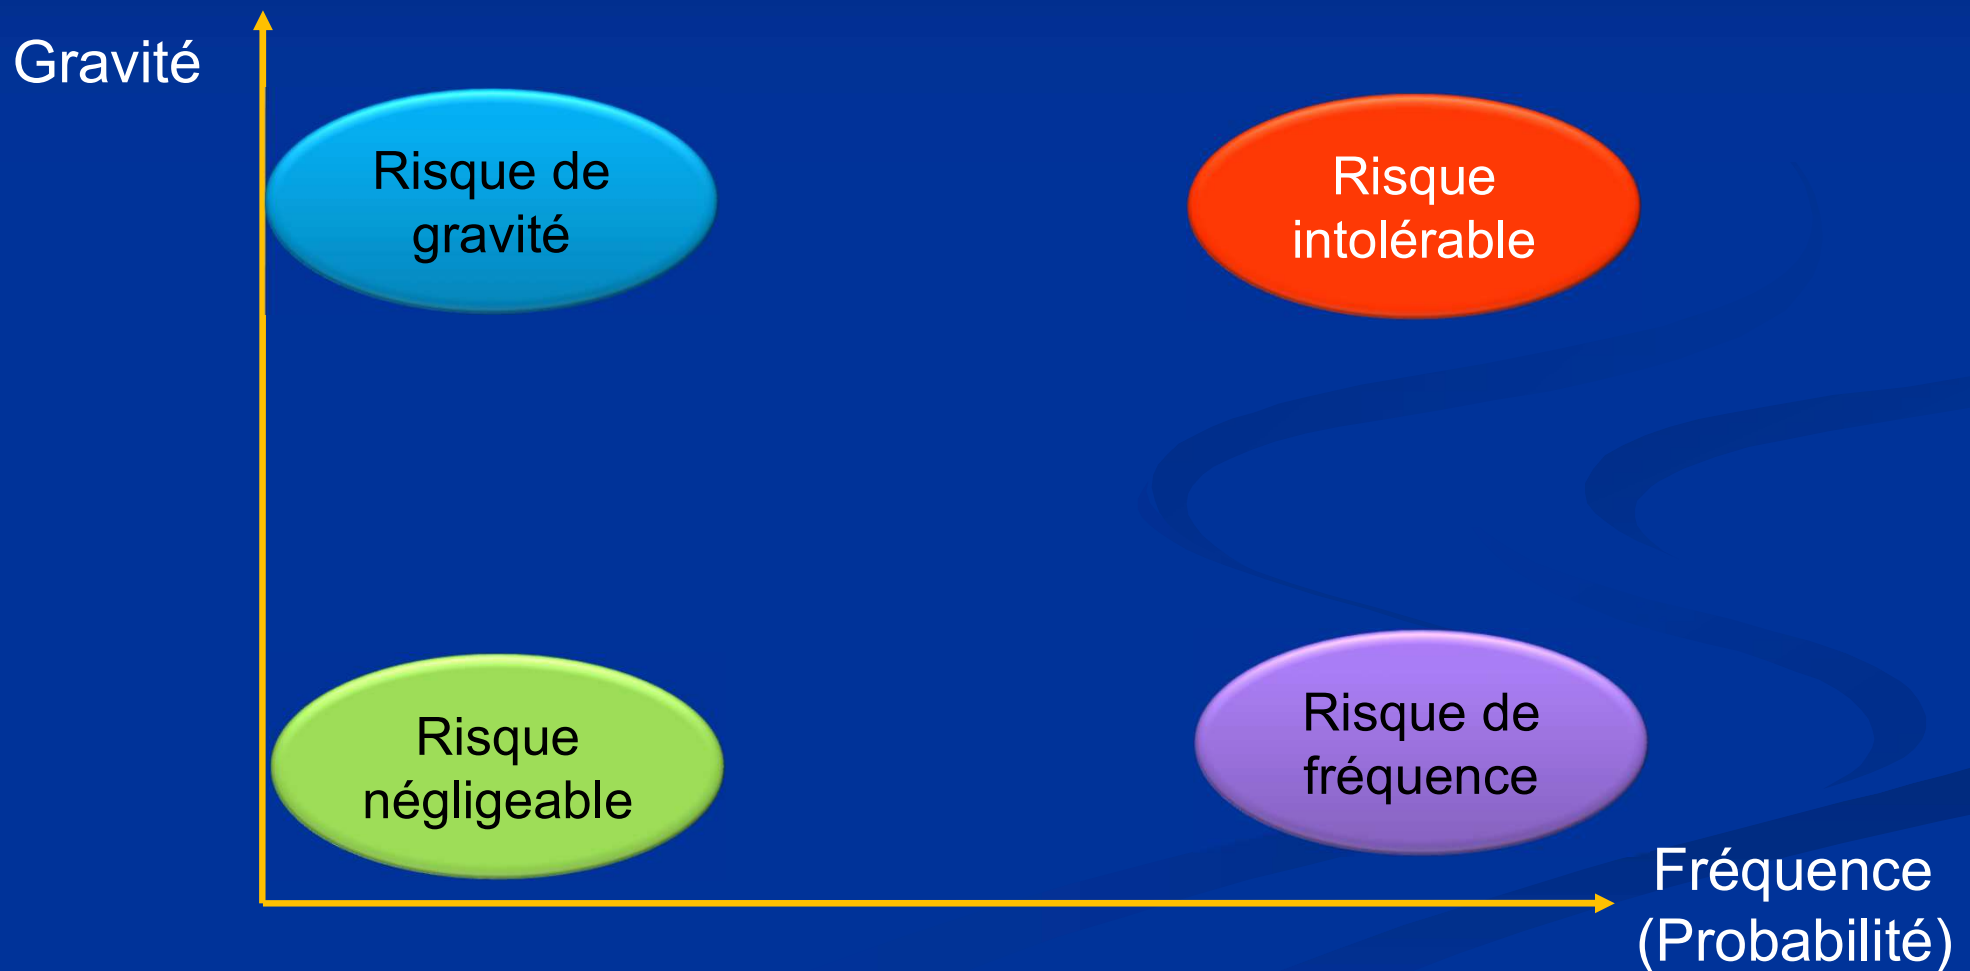 Gravité
Risque de
gravité
Risque
intolérable
Risque
négligeable
Risque de
fréquence
Fréquence
(Probabilité)